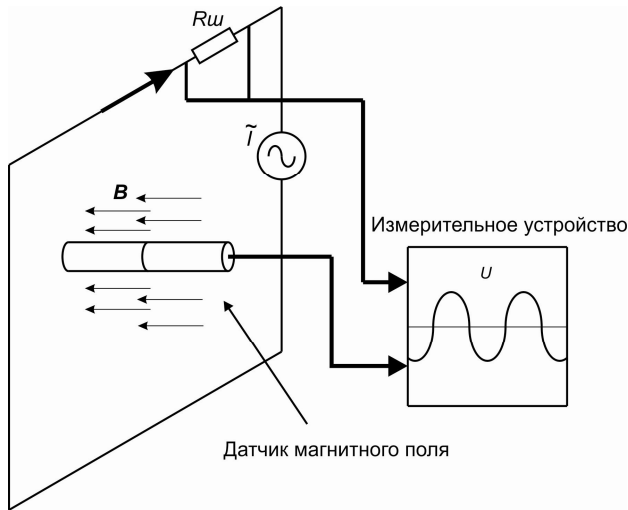 Rш
Ĩ
B
Измерительное устройство
U
Датчик магнитного поля